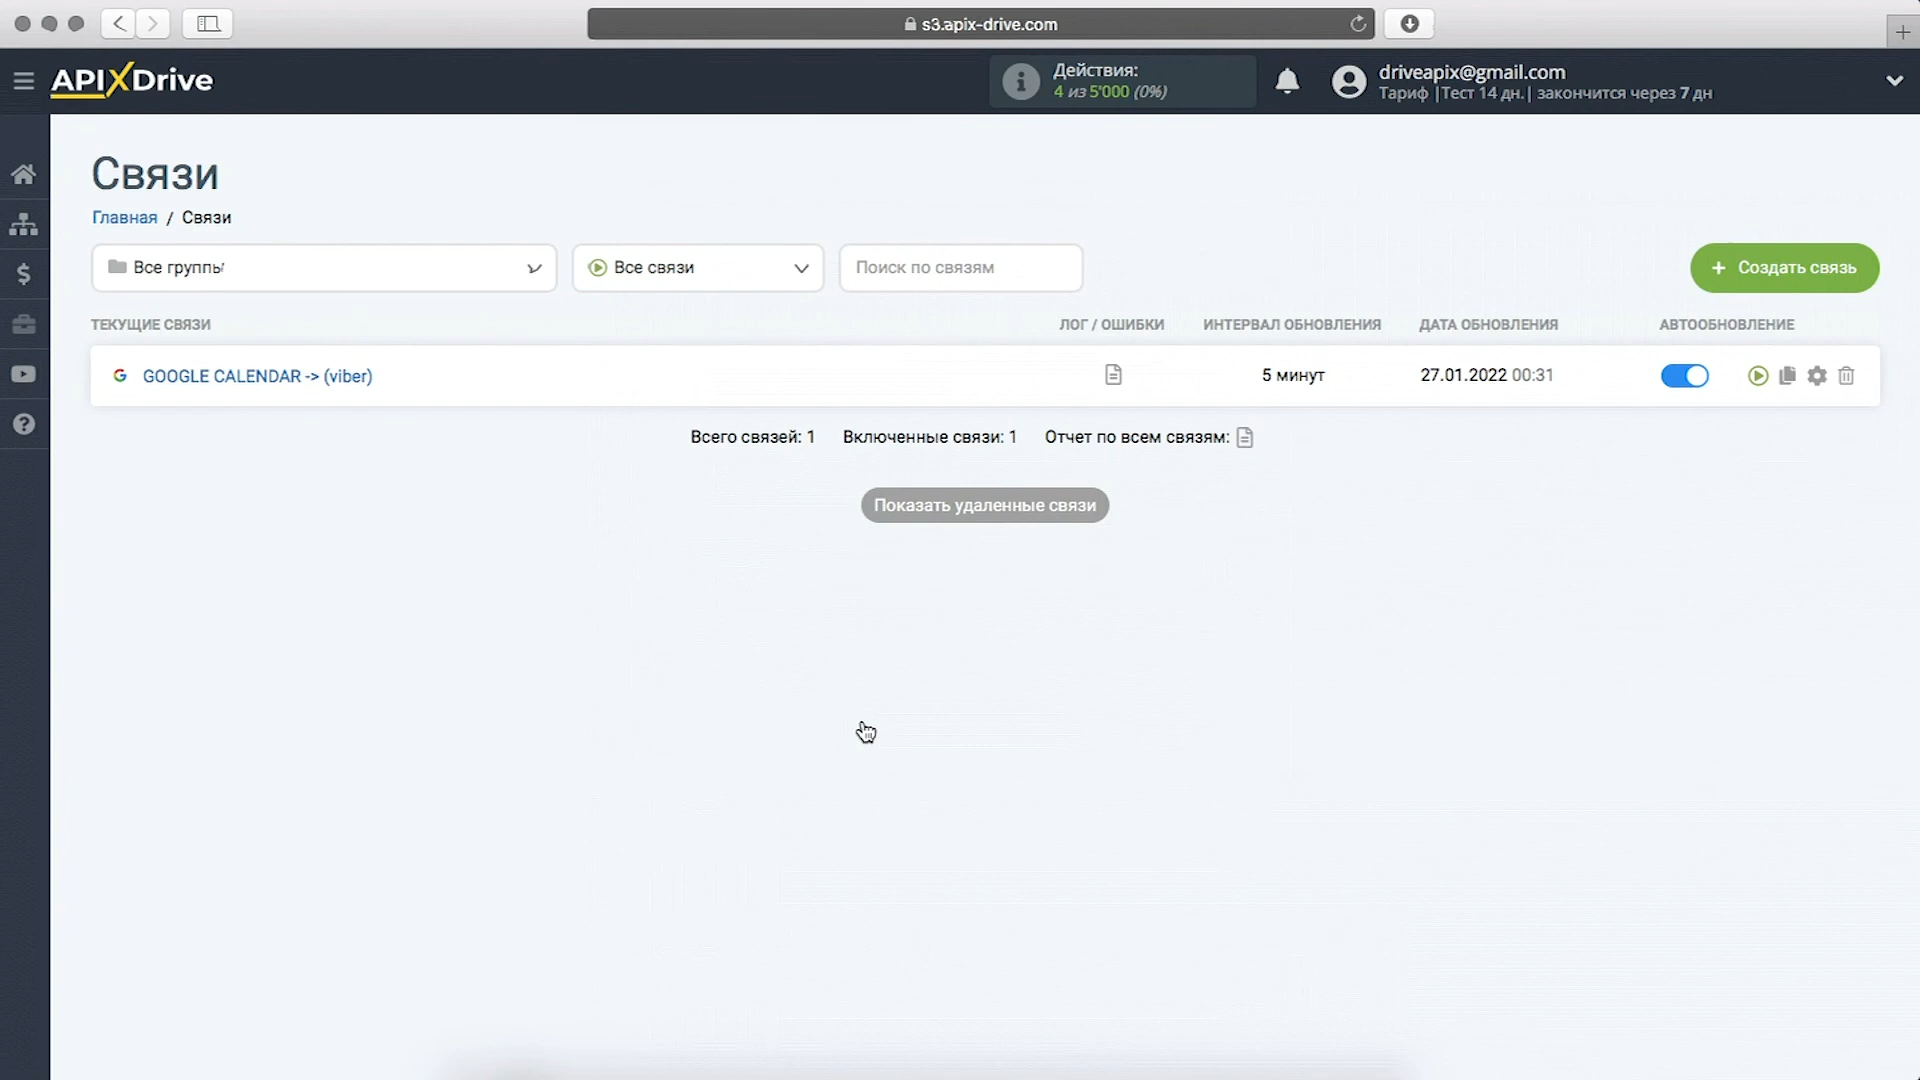 s3.apix-drive.com
APIXDrive
Действия:
4 из 5'000 (0%)
driveapix@gmail.com
Тариф |Тест 14 дн.| закончится через 7 дн
Связи
Главная / Связи
Все группы
Все связи
Поиск по связям
+ Создать связь
ТЕКУЩИЕ СВЯЗИ
ЛОГ / ОШИБКИ
ИНТЕРВАЛ ОБНОВЛЕНИЯ
ДАТА ОБНОВЛЕНИЯ
АВТООБНОВЛЕНИЕ
GOOGLE CALENDAR -> (viber)
5 минут
27.01.2022 00:31
Всего связей: 1 Включенные связи: 1 Отчет по всем связям:
Показать удаленные связи